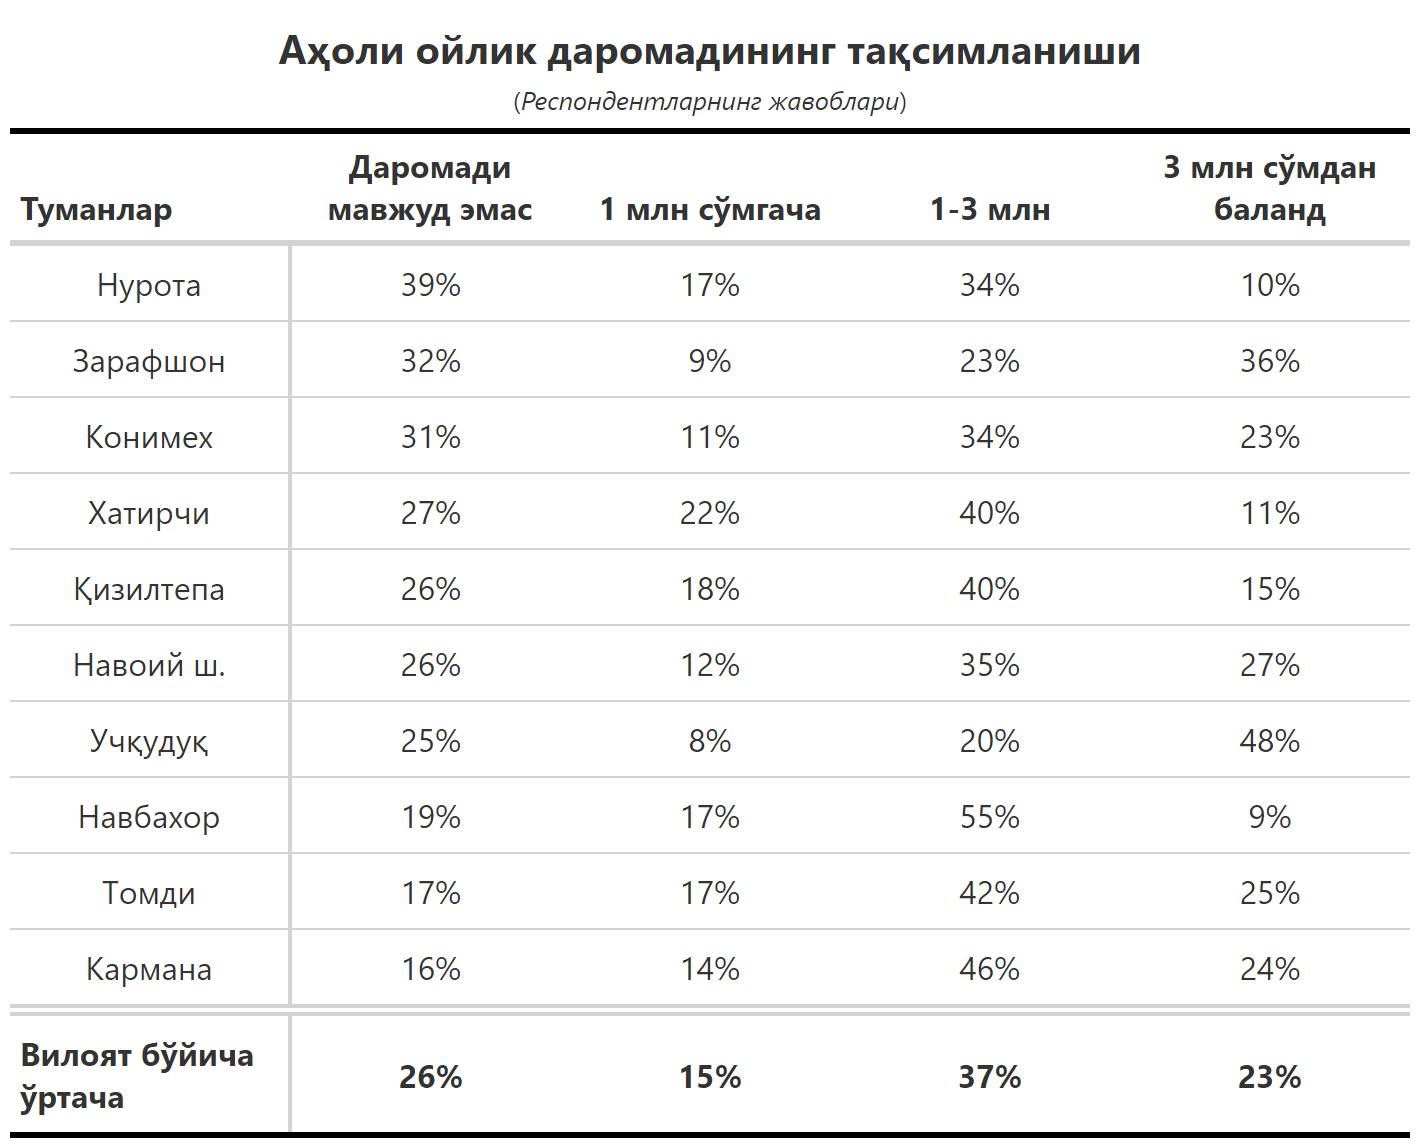 Аҳоли ойлик даромадининг тақсимланиши
(Респондентларнинг жавоблари)
Туманлар Даромади мавжуд эмас 1 млн сўмгача 1-3 млн 3 млн сўмдан баланд
Нурота 39% 17% 34% 10%
Зарафшон 32% 9% 23% 36%
Конимех 31% 11% 34% 23%
Хатирчи 27% 22% 40% 11%
Қизилтепа 26% 18% 40% 15%
Навоий ш. 26% 12% 35% 27%
Учқудуқ 25% 8% 20% 48%
Навбахор 19% 17% 55% 9%
Томди 17% 17% 42% 25%
Кармана 16% 14% 46% 24%
Вилоят бўйича ўртача 26% 15% 37% 23%